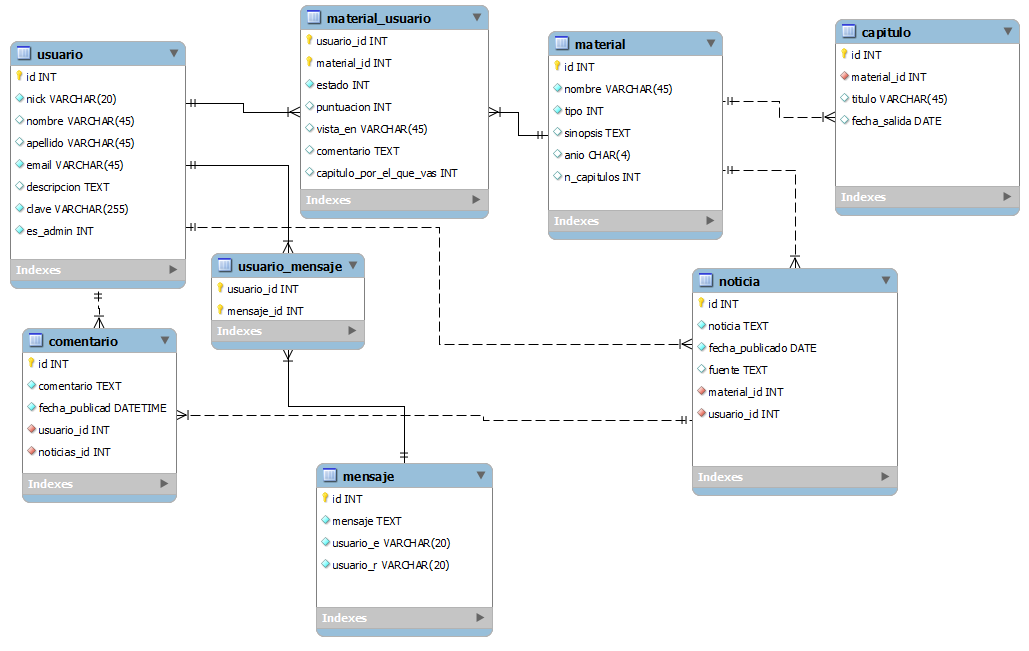 usuario
id INT
nick VARCHAR(20)
nombre VARCHAR(45)
apellido VARCHAR(45)
email VARCHAR(45)
descripcion TEXT
clave VARCHAR(255)
es_admin INT
Indexes
material_usuario
usuario_id INT
material_id INT
estado INT
puntuacion INT
vista_en VARCHAR(45)
comentario TEXT
capitulo_por_el_que_vas INT
Indexes
material
id INT
nombre VARCHAR(45)
tipo INT
sinopsis TEXT
anio CHAR(4)
n_capitulos INT
Indexes
capitulo
id INT
material_id INT
titulo VARCHAR(45)
fecha_salida DATE
Indexes
usuario_mensaje
usuario_id INT
mensaje_id INT
Indexes
noticia
id INT
noticia TEXT
fecha_publicado DATE
fuente TEXT
material_id INT
usuario_id INT
Indexes
comentario
id INT
comentario TEXT
fecha_publicad DATETIME
usuario_id INT
noticias_id INT
Indexes
mensaje
id INT
mensaje TEXT
usuario_e VARCHAR(20)
usuario_r VARCHAR(20)
Indexes